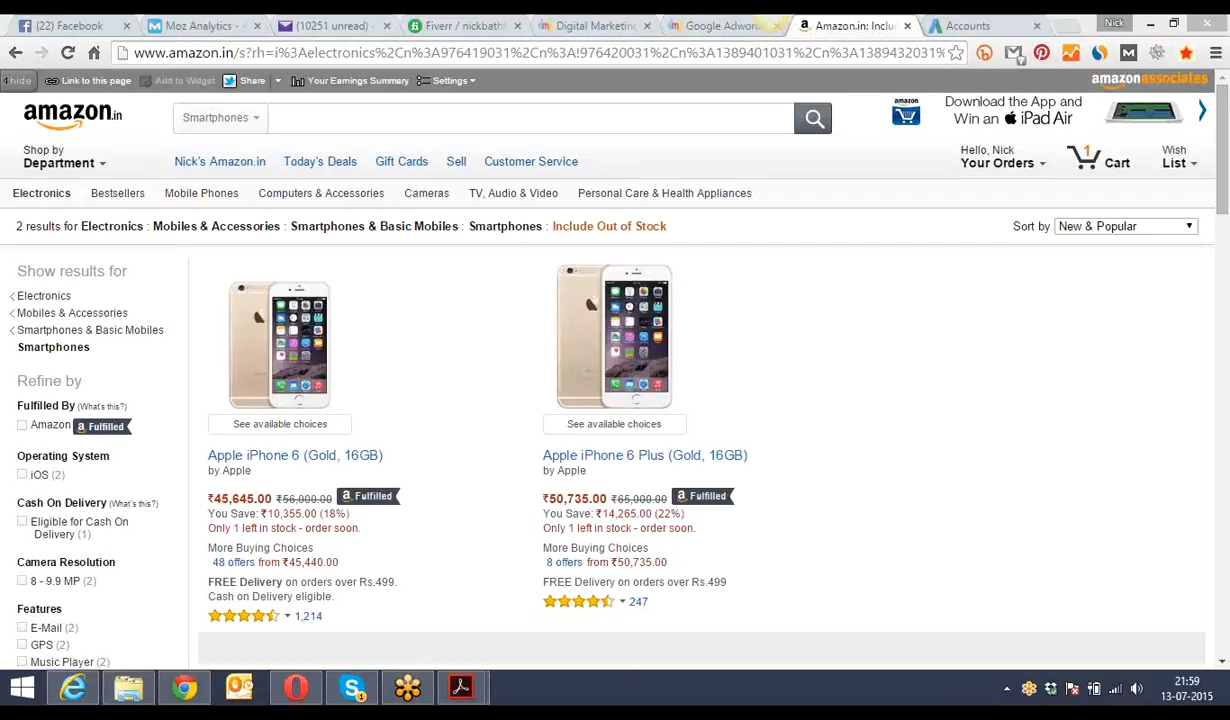 (22) Facebook
Moz Analytics -
(10251 unread) -
Fiverr / nickbath
Digital Marketing
Google Adword
Amazon.in: Inclu
Accounts
Nick
www.amazon.in/s?rh=i%3Aelectronics%2Cn%3A976419031%2Cn%3A!976420031%2Cn%3A1389401031%2Cn%3A1389432031%
hide
Link to this page
Add to Widget
Share
Your Earnings Summary
Settings
amazonassociates
amazon.in
Smartphones
amazon
Download the App and
Win an iPad Air
Shop by
Department
Nick's Amazon.in
Today's Deals
Gift Cards
Sell
Customer Service
Hello, Nick
Your Orders
1
Cart
Wish
List
Electronics
Bestsellers
Mobile Phones
Computers & Accessories
Cameras
TV, Audio & Video
Personal Care & Health Appliances
2 results for Electronics : Mobiles & Accessories : Smartphones & Basic Mobiles : Smartphones : Include Out of Stock
Sort by
New & Popular
Show results for
Electronics
Mobiles & Accessories
Smartphones & Basic Mobiles
Smartphones
Refine by
Fulfilled By (What's this?)
Amazon a Fulfilled
Operating System
iOS (2)
Cash On Delivery (What's this?)
Eligible for Cash On
Delivery (1)
Camera Resolution
8 - 9.9 MP (2)
Features
E-Mail (2)
GPS (2)
Music Player (2)
See available choices
Apple iPhone 6 (Gold, 16GB)
by Apple
₹45,645.00 ₹56,000.00 a Fulfilled
You Save: ₹10,355.00 (18%)
Only 1 left in stock - order soon.
More Buying Choices
48 offers from ₹45,440.00
FREE Delivery on orders over Rs.499.
Cash on Delivery eligible.
1,214
See available choices
Apple iPhone 6 Plus (Gold, 16GB)
by Apple
₹50,735.00 ₹65,000.00 a Fulfilled
You Save: ₹14,265.00 (22%)
Only 1 left in stock - order soon.
More Buying Choices
8 offers from ₹50,735.00
FREE Delivery on orders over Rs.499
247
21:59
13-07-2015